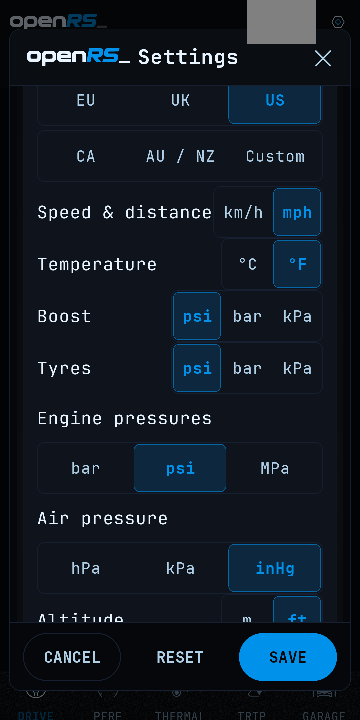 openRS_
openRS_ Settings
EU UK US
CA AU / NZ Custom
Speed & distance km/h mph
Temperature °C °F
Boost psi bar kPa
Tyres psi bar kPa
Engine pressures
bar psi MPa
Air pressure
hPa kPa inHg
Altitude m ft
CANCEL RESET SAVE
DRIVE PERF THERMAL TRIP GARAGE